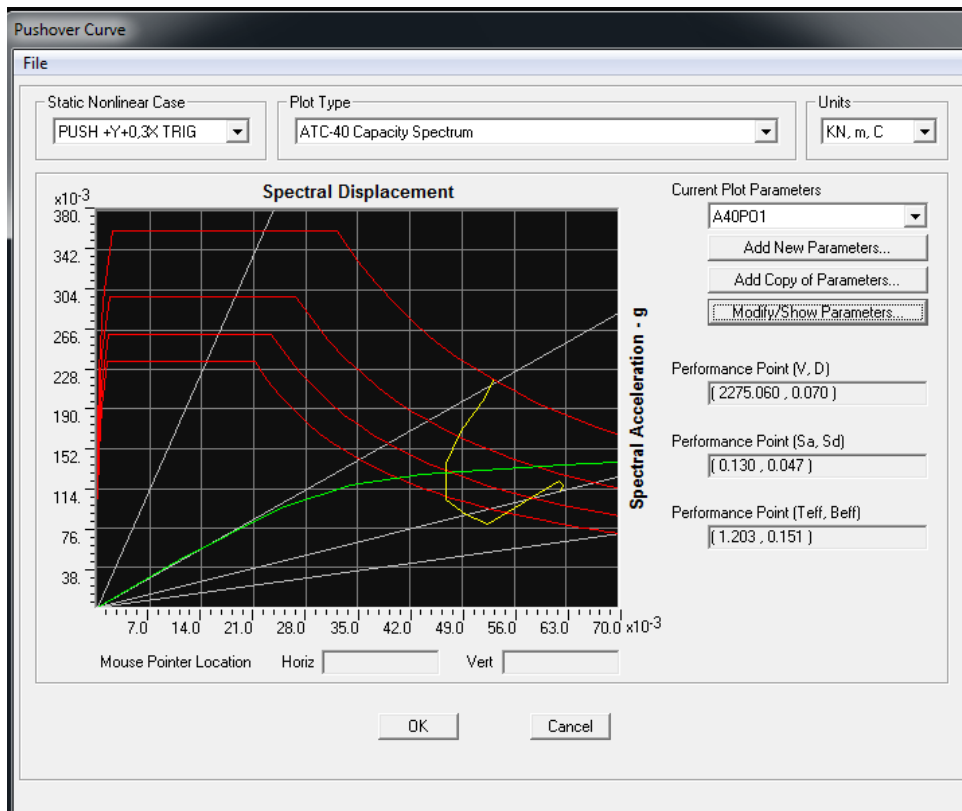 Pushover Curve
File
Static Nonlinear Case
PUSH +Y+0,3X TRIG
Plot Type
ATC-40 Capacity Spectrum
Units
KN, m, C
Spectral Displacement
x10-3
380.
342.
304.
266.
228.
190.
152.
114.
76.
38.
7.0 14.0 21.0 28.0 35.0 42.0 49.0 56.0 63.0 70.0 x10-3
Spectral Acceleration - g
Mouse Pointer Location Horiz Vert
Current Plot Parameters
A40PO1
Add New Parameters...
Add Copy of Parameters...
Modify/Show Parameters...
Performance Point (V, D)
( 2275.060 , 0.070 )
Performance Point (Sa, Sd)
( 0.130 , 0.047 )
Performance Point (Teff, Beff)
( 1.203 , 0.151 )
OK Cancel